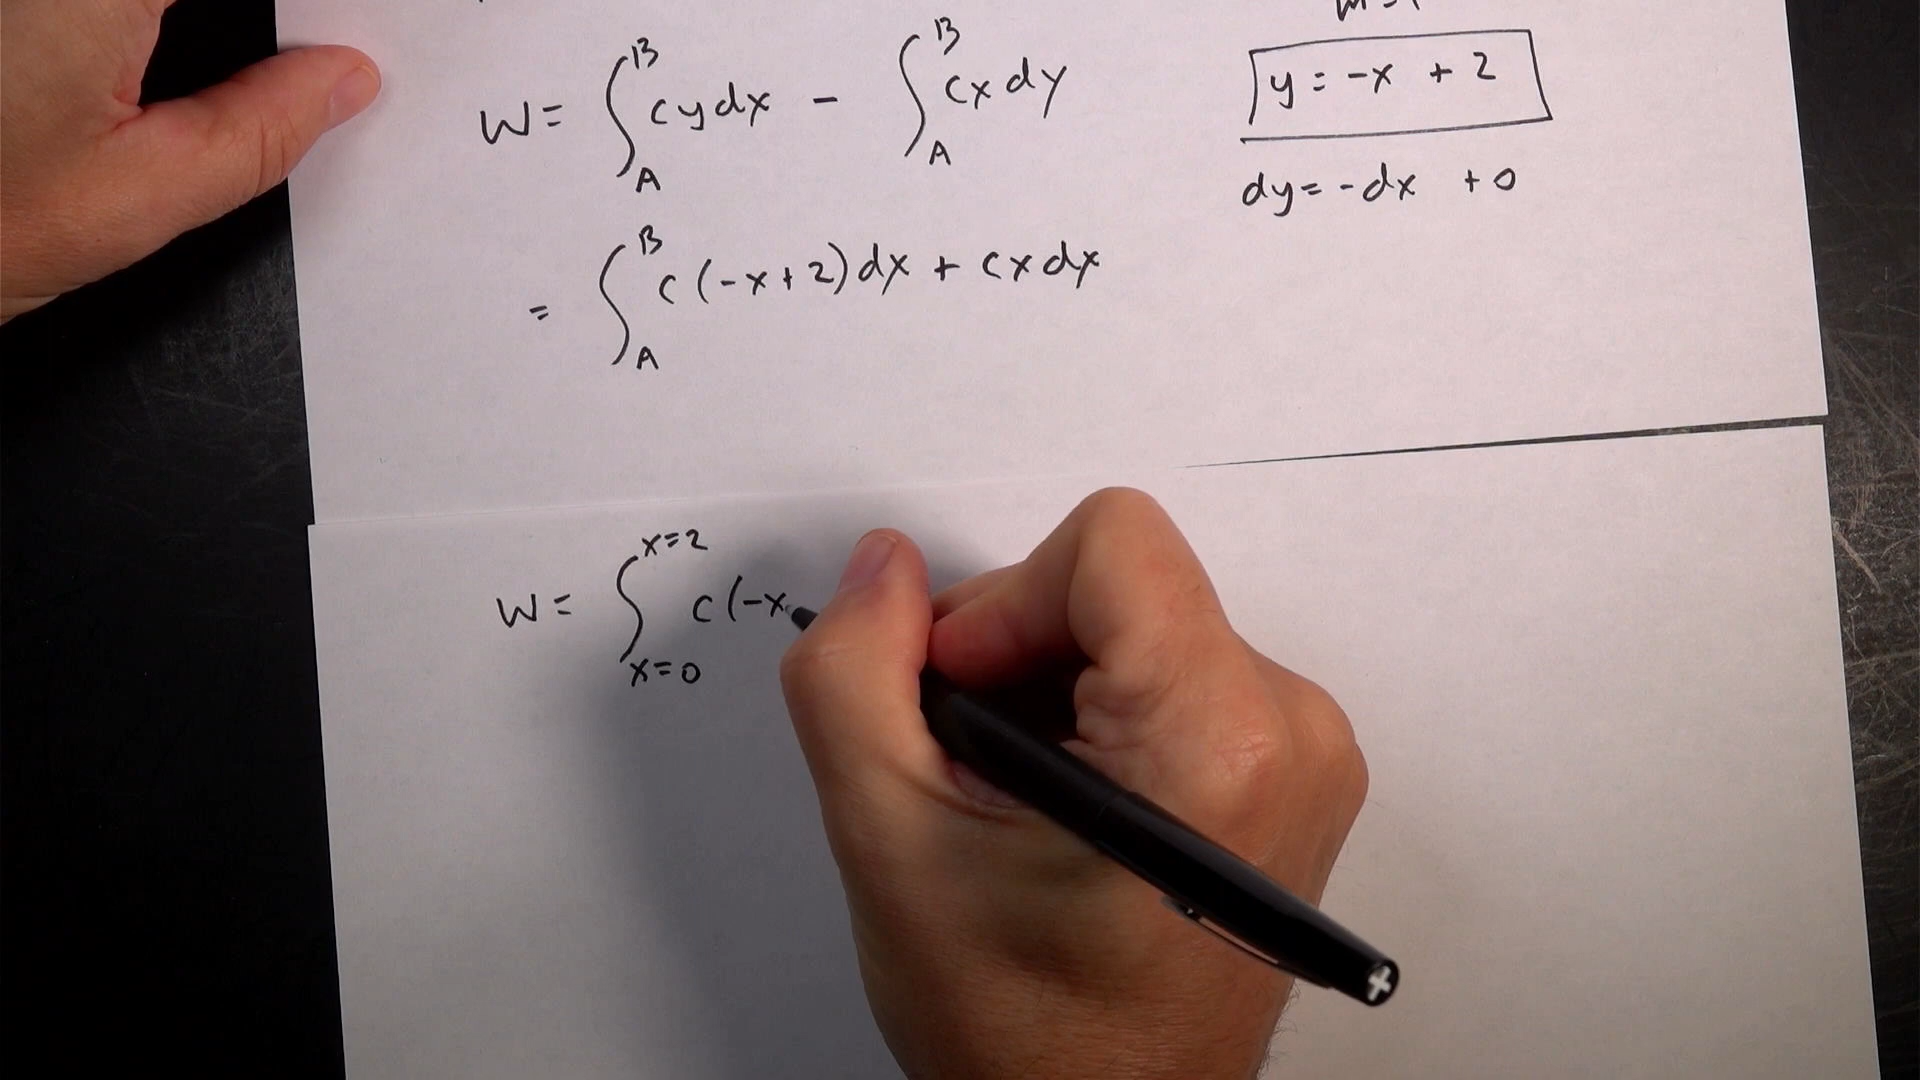 W = ∫_A^B cy dx - ∫_A^B cx dy
y = -x + 2
dy = -dx + 0
= ∫_A^B c(-x+2)dx + cx dx
W = ∫_{x=0}^{x=2} c(-x